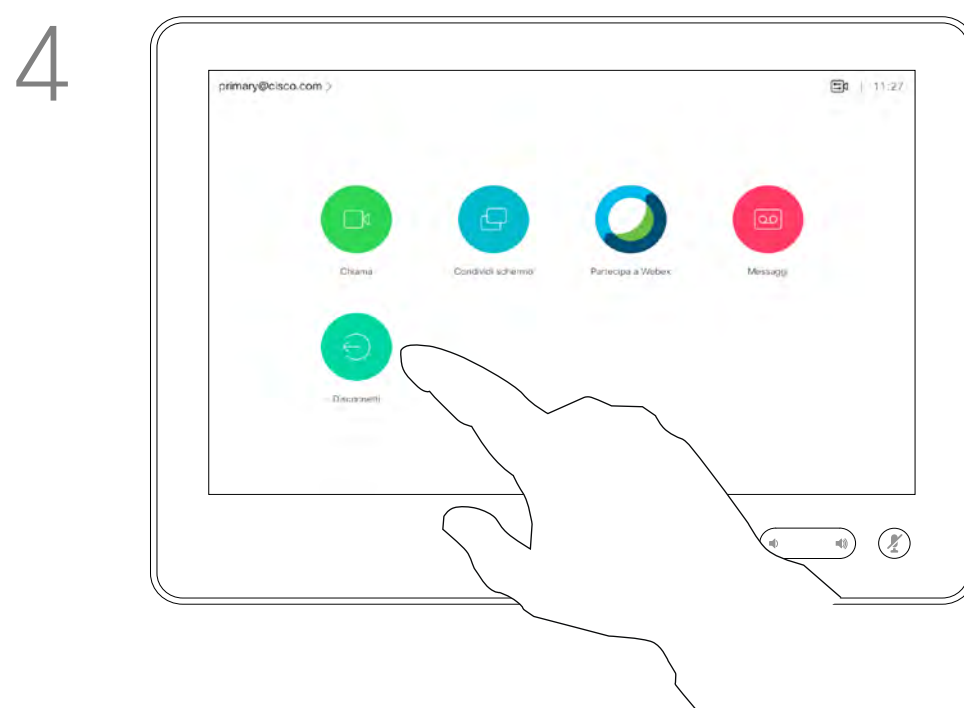 4
primary@cisco.com >
11:27
Chiama
Condividi schermo
Partecipa a Webex
Messaggi
Disconnetti